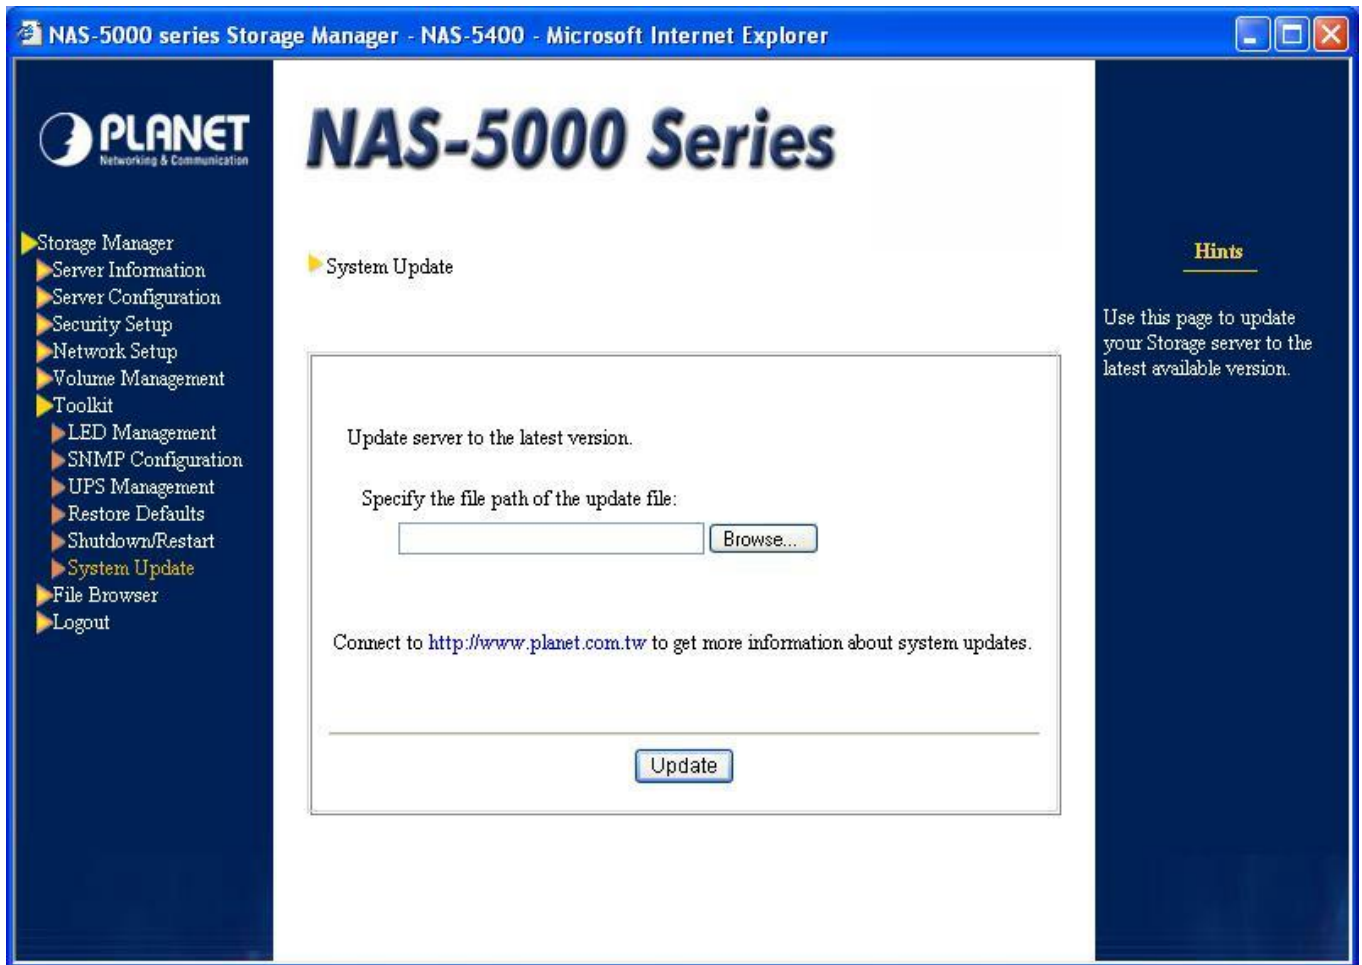 NAS-5000 series Storage Manager - NAS-5400 - Microsoft Internet Explorer
PLANET
Networking & Communication
NAS-5000 Series
Storage Manager
Server Information
Server Configuration
Security Setup
Network Setup
Volume Management
Toolkit
LED Management
SNMP Configuration
UPS Management
Restore Defaults
Shutdown/Restart
System Update
File Browser
Logout
System Update
Update server to the latest version.
Specify the file path of the update file:
Browse...
Connect to http://www.planet.com.tw to get more information about system updates.
Update
Hints
Use this page to update
your Storage server to the
latest available version.